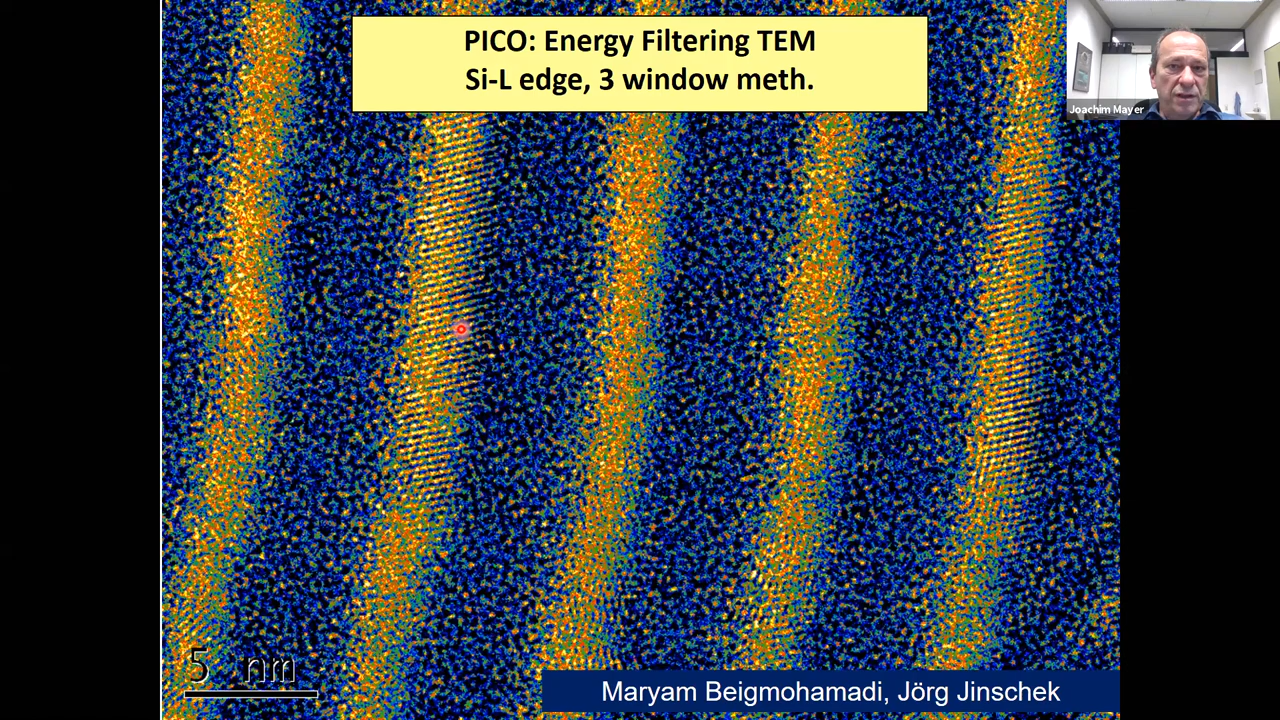 PICO: Energy Filtering TEM
Si-L edge, 3 window meth.
Joachim Mayer
5 nm
Maryam Beigmohamadi, Jörg Jinschek